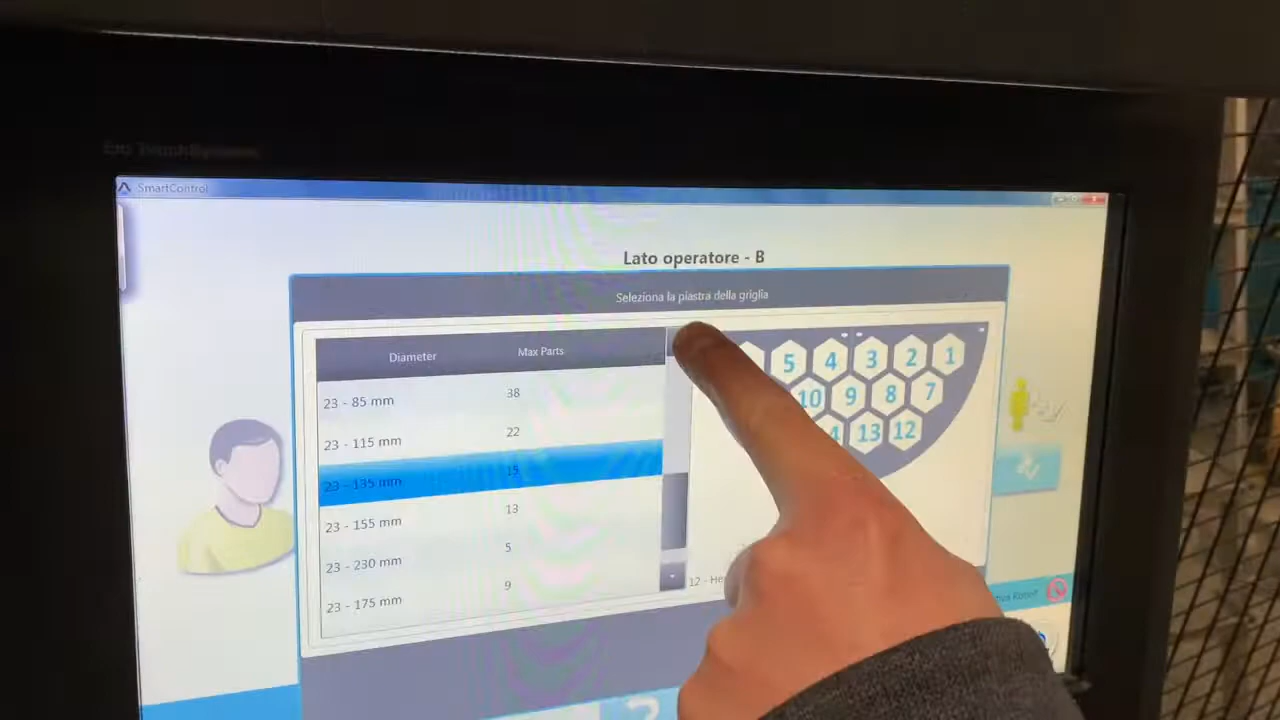 SmartControl
Lato operatore - B
Seleziona la piastra della griglia
Diameter Max Parts
23 - 85 mm 38
23 - 115 mm 22
23 - 135 mm 15
23 - 155 mm 13
23 - 230 mm 5
23 - 175 mm 9
5 4 3 2 1
10 9 8 7
13 12
12 -